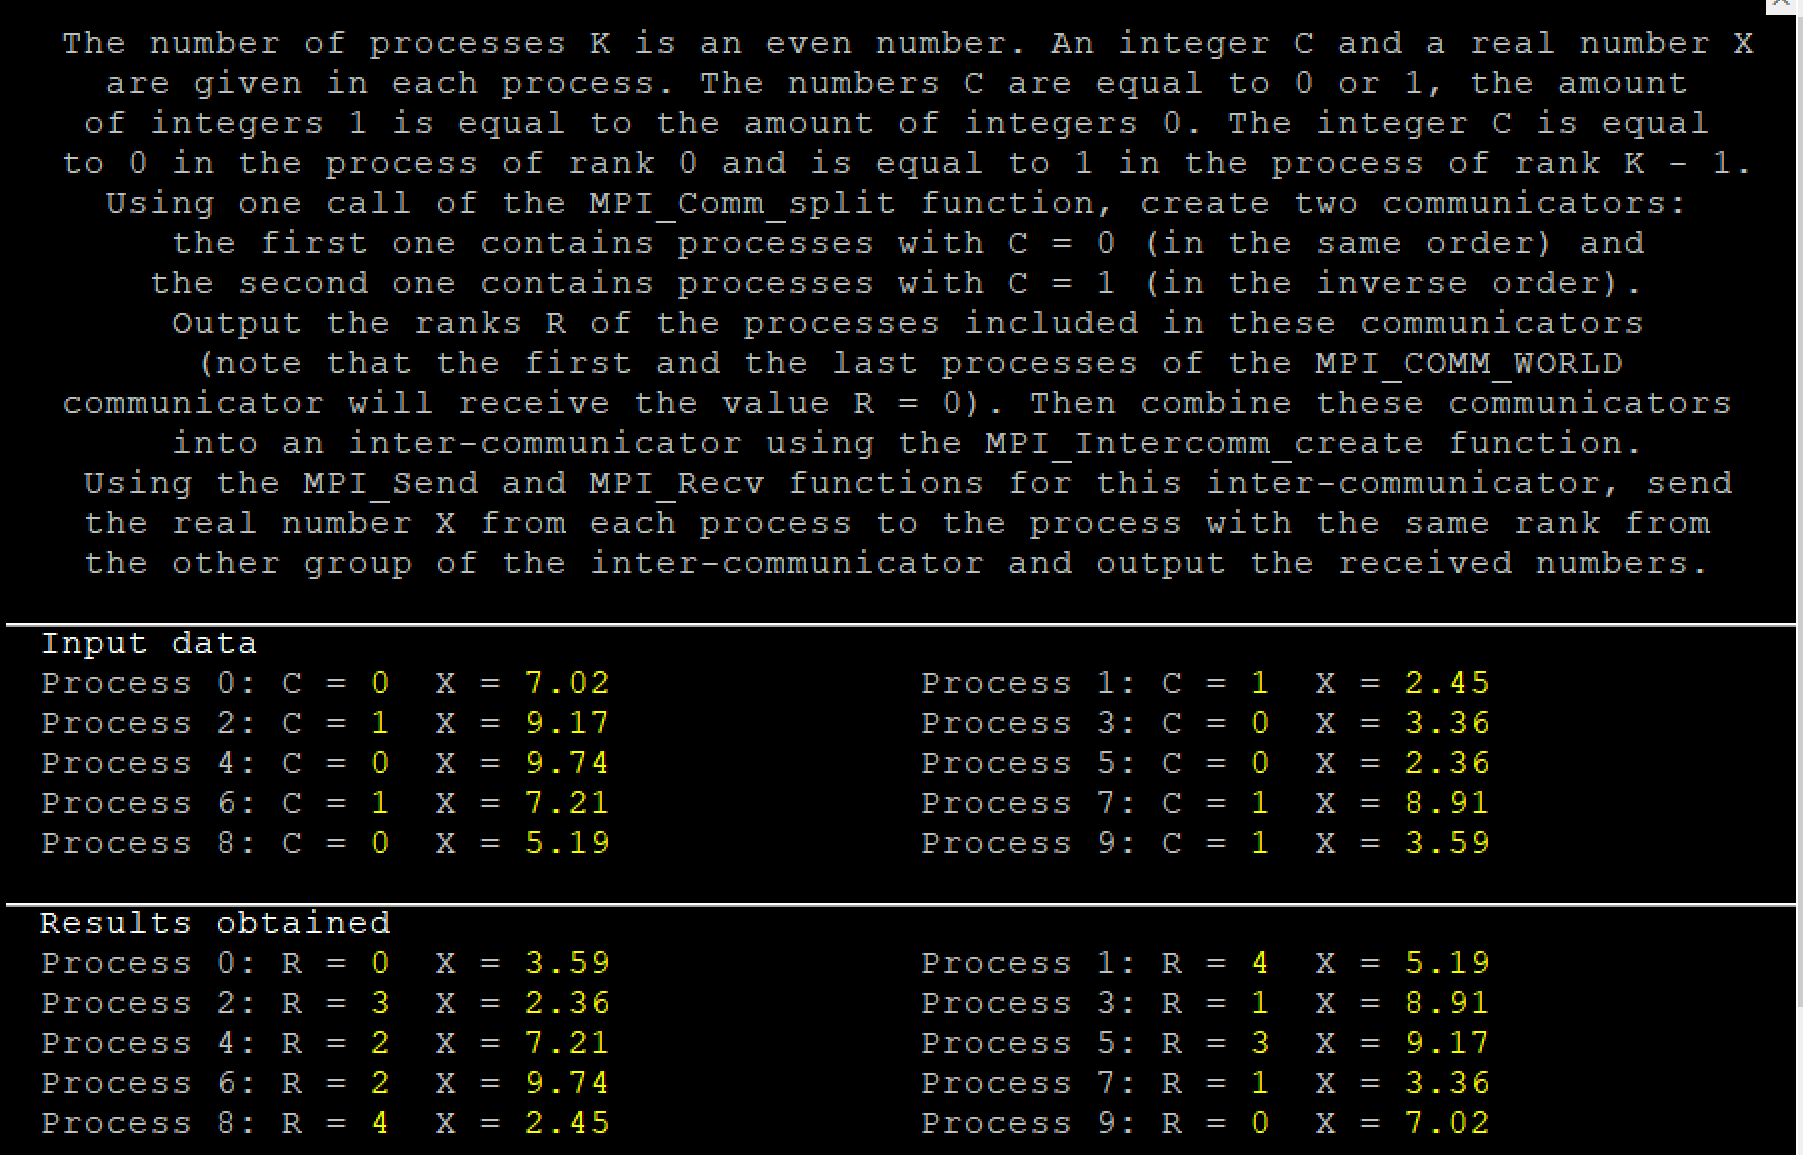 The number of processes K is an even number. An integer C and a real number X
are given in each process. The numbers C are equal to 0 or 1, the amount
of integers 1 is equal to the amount of integers 0. The integer C is equal
to 0 in the process of rank 0 and is equal to 1 in the process of rank K - 1.
Using one call of the MPI_Comm_split function, create two communicators:
the first one contains processes with C = 0 (in the same order) and
the second one contains processes with C = 1 (in the inverse order).
Output the ranks R of the processes included in these communicators
(note that the first and the last processes of the MPI_COMM_WORLD
communicator will receive the value R = 0). Then combine these communicators
into an inter-communicator using the MPI_Intercomm_create function.
Using the MPI_Send and MPI_Recv functions for this inter-communicator, send
the real number X from each process to the process with the same rank from
the other group of the inter-communicator and output the received numbers.
Input data
Process 0: C = 0 X = 7.02 Process 1: C = 1 X = 2.45
Process 2: C = 1 X = 9.17 Process 3: C = 0 X = 3.36
Process 4: C = 0 X = 9.74 Process 5: C = 0 X = 2.36
Process 6: C = 1 X = 7.21 Process 7: C = 1 X = 8.91
Process 8: C = 0 X = 5.19 Process 9: C = 1 X = 3.59
Results obtained
Process 0: R = 0 X = 3.59 Process 1: R = 4 X = 5.19
Process 2: R = 3 X = 2.36 Process 3: R = 1 X = 8.91
Process 4: R = 2 X = 7.21 Process 5: R = 3 X = 9.17
Process 6: R = 2 X = 9.74 Process 7: R = 1 X = 3.36
Process 8: R = 4 X = 2.45 Process 9: R = 0 X = 7.02